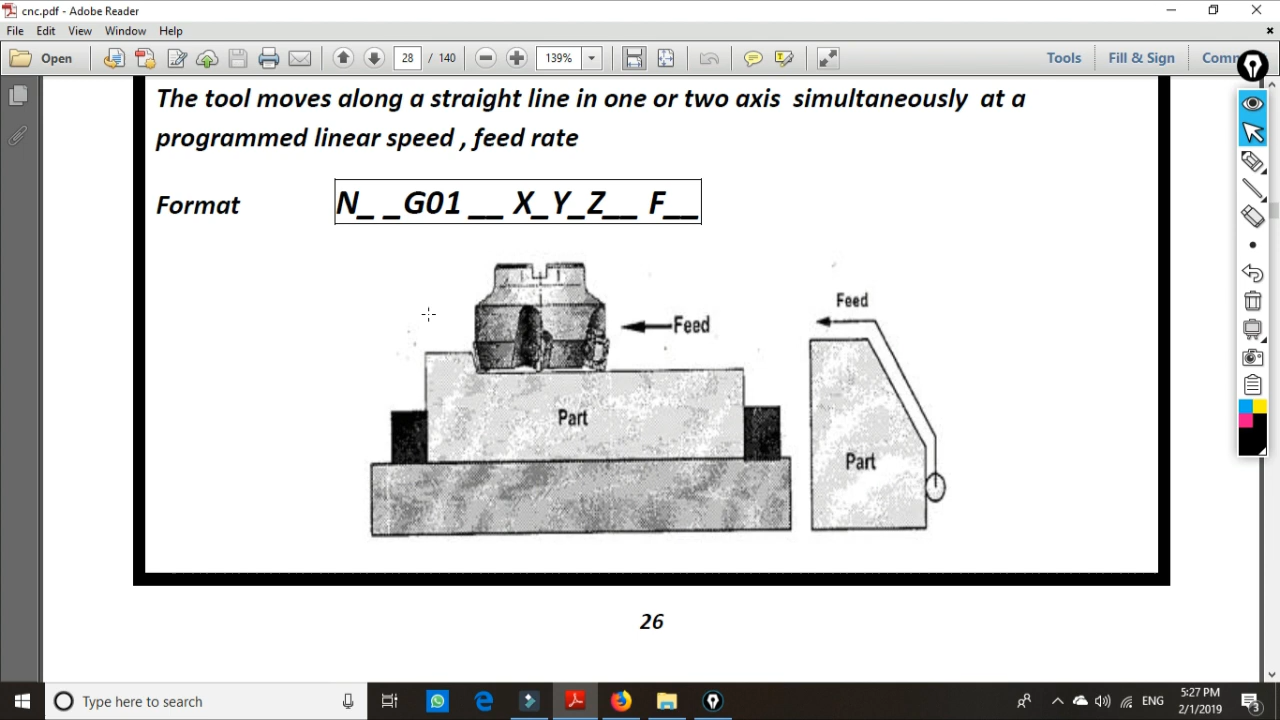 cnc.pdf - Adobe Reader
File Edit View Window Help
Open 28 / 140 139% Tools Fill & Sign Comm
The tool moves along a straight line in one or two axis simultaneously at a
programmed linear speed , feed rate
Format N_ _G01 __ X_Y_Z__ F__
Feed
Feed
Part
Part
26
Type here to search
ENG
5:27 PM
2/1/2019
3